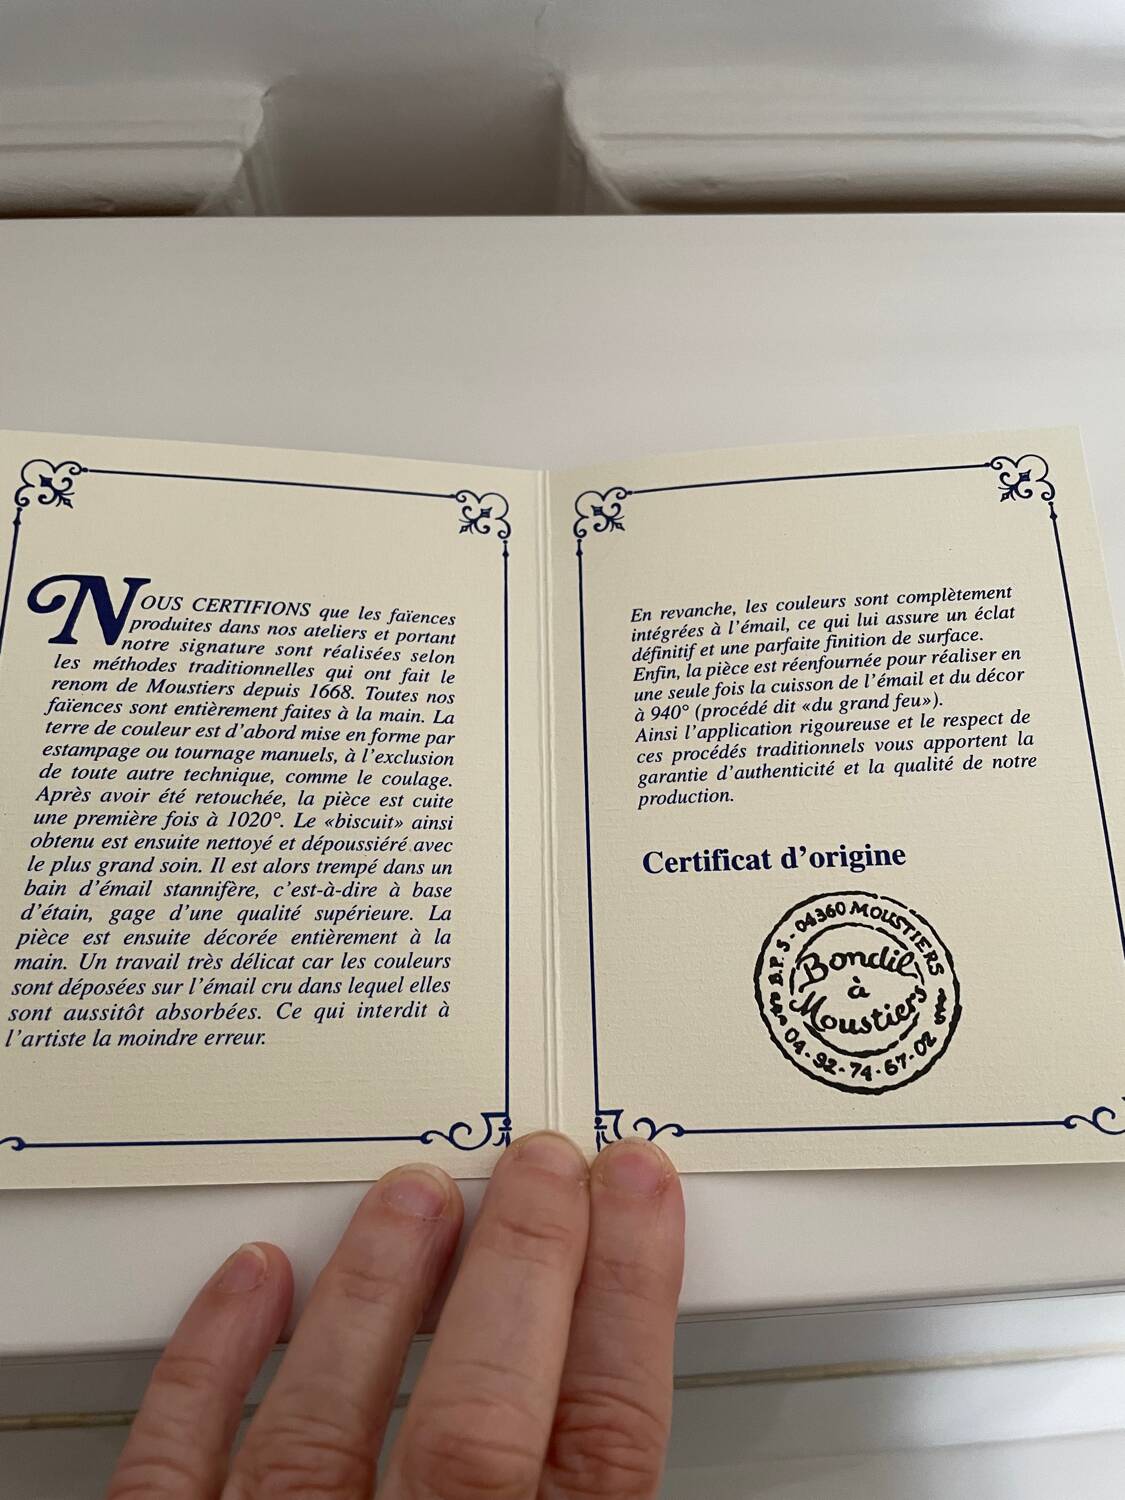 NOUS CERTIFIONS que les faïences
produites dans nos ateliers et portant
notre signature sont réalisées selon
les méthodes traditionnelles qui ont fait le
renom de Moustiers depuis 1668. Toutes nos
faïences sont entièrement faites à la main. La
terre de couleur est d'abord mise en forme par
estampage ou tournage manuels, à l'exclusion
de toute autre technique, comme le coulage.
Après avoir été retouchée, la pièce est cuite
une première fois à 1020°. Le «biscuit» ainsi
obtenu est ensuite nettoyé et dépoussiéré avec
le plus grand soin. Il est alors trempé dans un
bain d'émail stannifère, c'est-à-dire à base
d'étain, gage d'une qualité supérieure. La
pièce est ensuite décorée entièrement à la
main. Un travail très délicat car les couleurs
sont déposées sur l'émail cru dans lequel elles
sont aussitôt absorbées. Ce qui interdit à
l'artiste la moindre erreur.
En revanche, les couleurs sont complètement
intégrées à l'émail, ce qui lui assure un éclat
définitif et une parfaite finition de surface.
Enfin, la pièce est réenfournée pour réaliser en
une seule fois la cuisson de l'émail et du décor
à 940° (procédé dit «du grand feu»).
Ainsi l'application rigoureuse et le respect de
ces procédés traditionnels vous apportent la
garantie d'authenticité et la qualité de notre
production.
Certificat d'origine
B.P. 5 - 04360 MOUSTIERS
Bondil
à
Moustiers
04-92-74-67-02